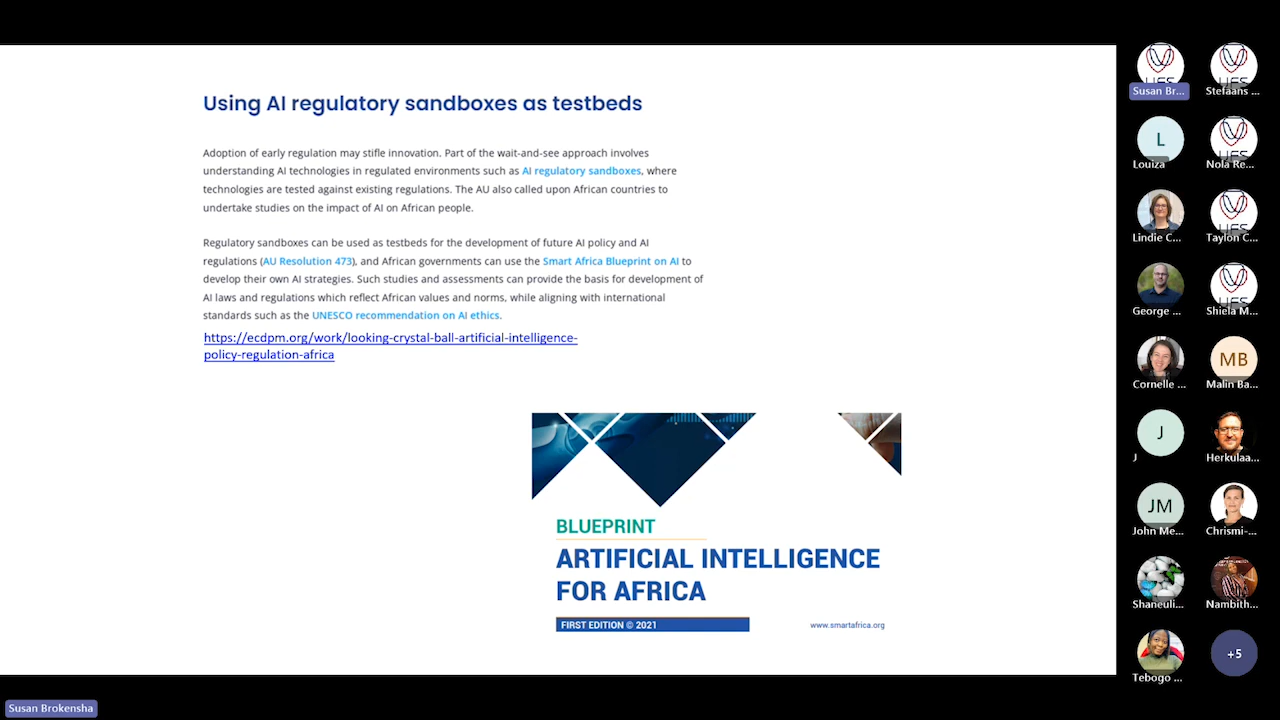 Using AI regulatory sandboxes as testbeds
Adoption of early regulation may stifle innovation. Part of the wait-and-see approach involves
understanding AI technologies in regulated environments such as AI regulatory sandboxes, where
technologies are tested against existing regulations. The AU also called upon African countries to
undertake studies on the impact of AI on African people.
Regulatory sandboxes can be used as testbeds for the development of future AI policy and AI
regulations (AU Resolution 473), and African governments can use the Smart Africa Blueprint on AI to
develop their own AI strategies. Such studies and assessments can provide the basis for development of
AI laws and regulations which reflect African values and norms, while aligning with international
standards such as the UNESCO recommendation on AI ethics.
https://ecdpm.org/work/looking-crystal-ball-artificial-intelligence-
policy-regulation-africa
BLUEPRINT
ARTIFICIAL INTELLIGENCE
FOR AFRICA
FIRST EDITION © 2021
www.smartafrica.org
Susan Br...
Stefaans ...
L
Louiza
Nola Re...
Lindie C...
Taylon C...
George ...
Shiela M...
Cornelle ...
MB
Malin Ba...
J
J
Herkulaa...
JM
John Me...
Chrismi-...
Shaneuli...
Nambith...
Tebogo ...
+5
Susan Brokensha